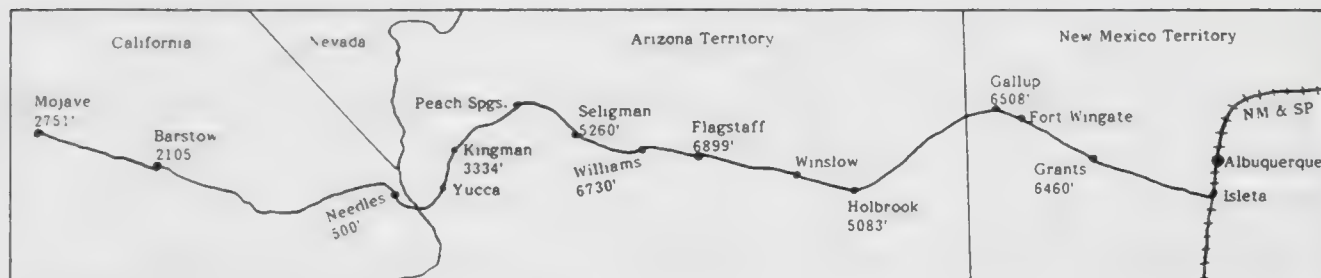 California
Nevada
Arizona Territory
New Mexico Territory
Mojave
2751'
Barstow
2105
Needles
500'
Peach Spgs.
Kingman
3334'
Yucca
Seligman
5260'
Williams
6730'
Flagstaff
6899'
Winslow
Holbrook
5083'
Gallup
6508'
Fort Wingate
Grants
6460'
NM & SP
Albuquerque
Isleta